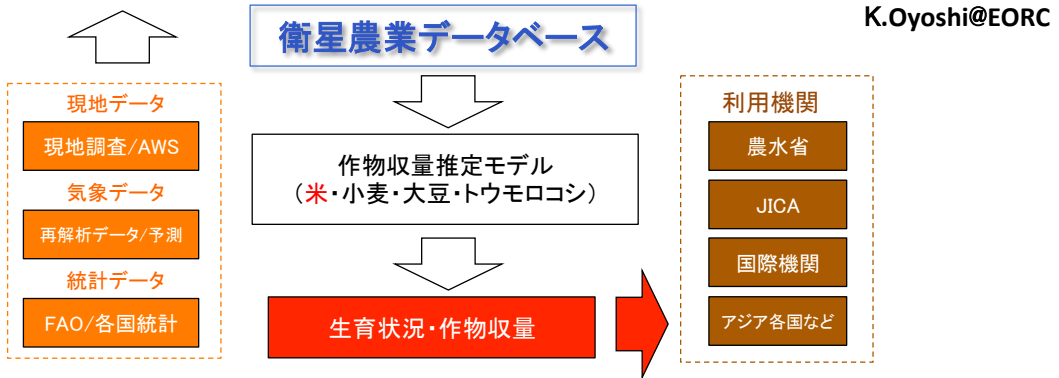 K.Oyoshi@EORC
衛星農業データベース
現地データ
現地調査/AWS
気象データ
再解析データ/予測
統計データ
FAO/各国統計
作物収量推定モデル
（米・小麦・大豆・トウモロコシ）
生育状況・作物収量
利用機関
農水省
JICA
国際機関
アジア各国など